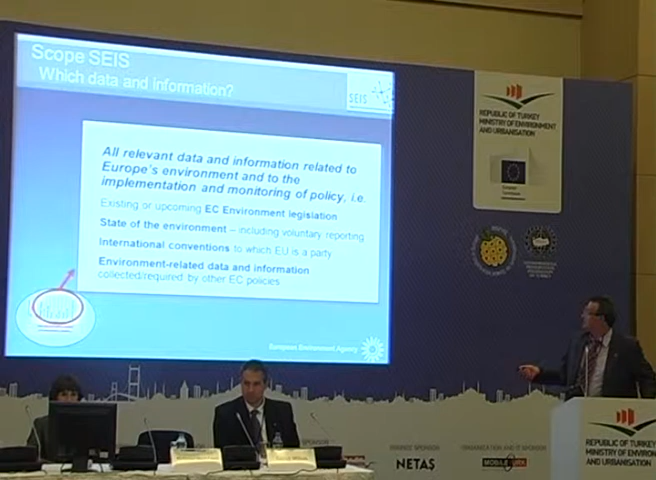 Scope SEIS
Which data and information?
SEIS
All relevant data and information related to
Europe's environment and to the
implementation and monitoring of policy, i.e.
Existing or upcoming EC Environment legislation
State of the environment – including voluntary reporting
International conventions to which EU is a party
Environment-related data and information
collected/required by other EC policies
European Environment Agency
REPUBLIC OF TURKEY
MINISTRY OF ENVIRONMENT
AND URBANISATION
SPONSOR
NETAŞ
REPUBLIC OF TURKEY
MINISTRY OF ENVIRON
AND URBANISATION